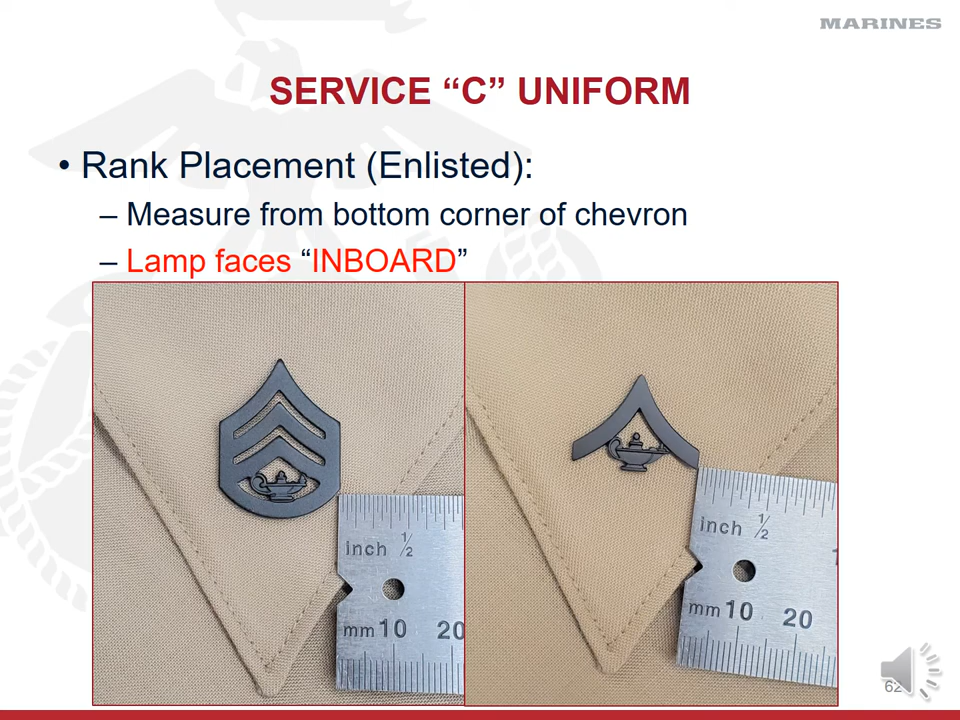 MARINES
SERVICE “C” UNIFORM
• Rank Placement (Enlisted):
– Measure from bottom corner of chevron
– Lamp faces “INBOARD”
inch 1/2
mm 10 20
inch 1/2
mm 10 20
62